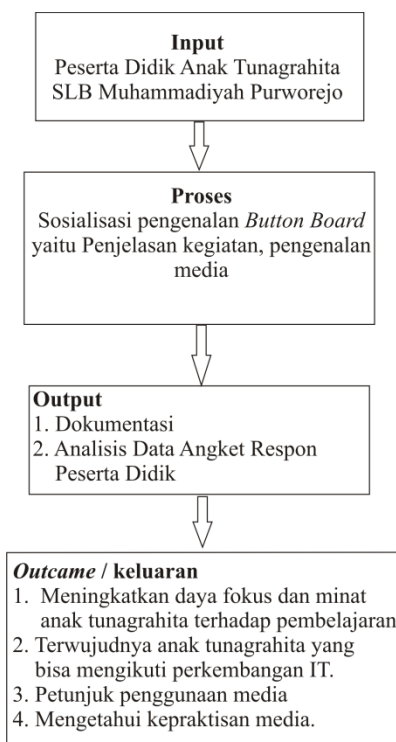 Input
Peserta Didik Anak Tunagrahita
SLB Muhammadiyah Purworejo
Proses
Sosialisasi pengenalan Button Board
yaitu Penjelasan kegiatan, pengenalan
media
Output
1. Dokumentasi
2. Analisis Data Angket Respon
Peserta Didik
Outcame / keluaran
1. Meningkatkan daya fokus dan minat
anak tunagrahita terhadap pembelajaran
2. Terwujudnya anak tunagrahita yang
bisa mengikuti perkembangan IT.
3. Petunjuk penggunaan media
4. Mengetahui kepraktisan media.